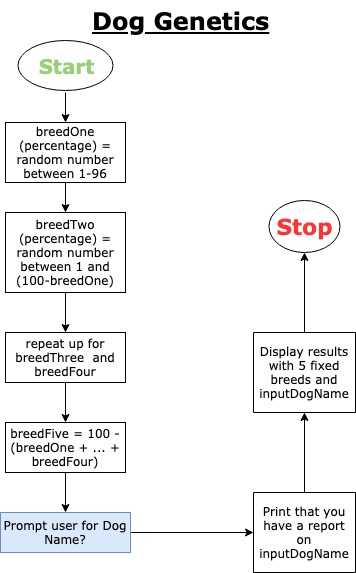 Dog Genetics
Start
breedOne
(percentage) =
random number
between 1-96
breedTwo
(percentage) =
random number
between 1 and
(100-breedOne)
repeat up for
breedThree and
breedFour
breedFive = 100 -
(breedOne + ... +
breedFour)
Prompt user for Dog
Name?
Print that you
have a report on
inputDogName
Display results
with 5 fixed
breeds and
inputDogName
Stop